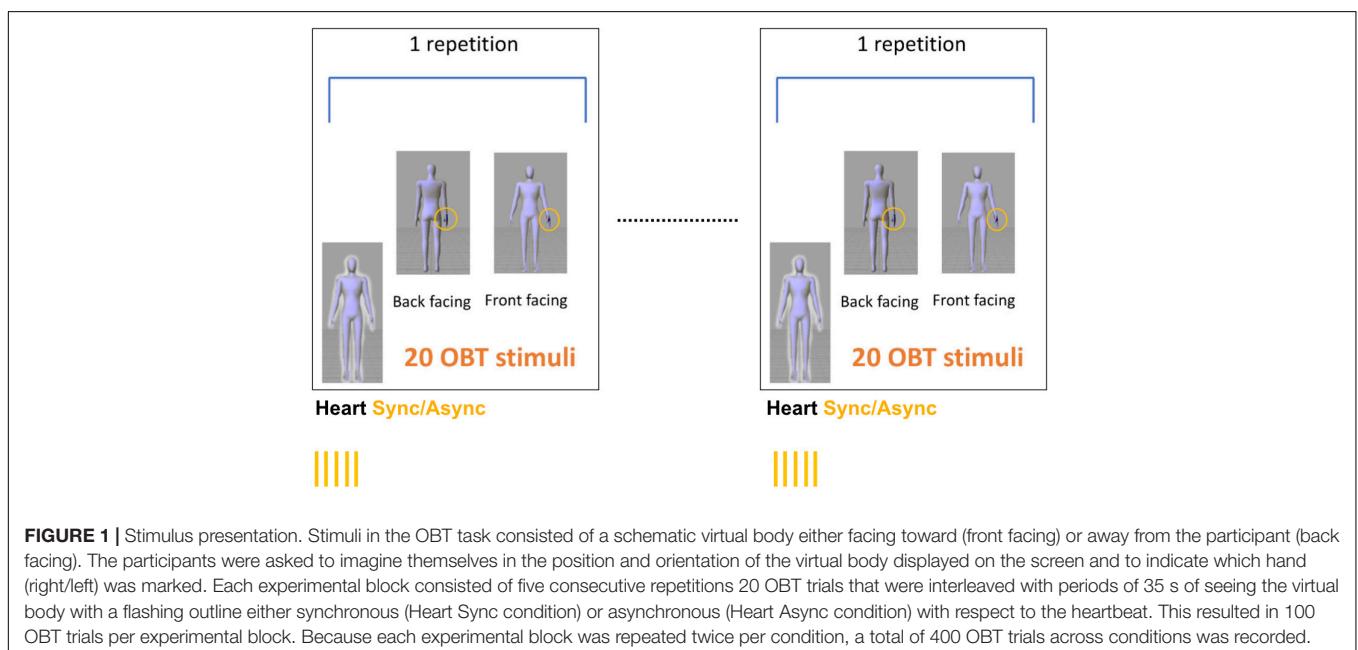 1 repetition
1 repetition
Back facing Front facing
Back facing Front facing
20 OBT stimuli
20 OBT stimuli
Heart Sync/Async
Heart Sync/Async
FIGURE 1 | Stimulus presentation. Stimuli in the OBT task consisted of a schematic virtual body either facing toward (front facing) or away from the participant (back
facing). The participants were asked to imagine themselves in the position and orientation of the virtual body displayed on the screen and to indicate which hand
(right/left) was marked. Each experimental block consisted of five consecutive repetitions 20 OBT trials that were interleaved with periods of 35 s of seeing the virtual
body with a flashing outline either synchronous (Heart Sync condition) or asynchronous (Heart Async condition) with respect to the heartbeat. This resulted in 100
OBT trials per experimental block. Because each experimental block was repeated twice per condition, a total of 400 OBT trials across conditions was recorded.